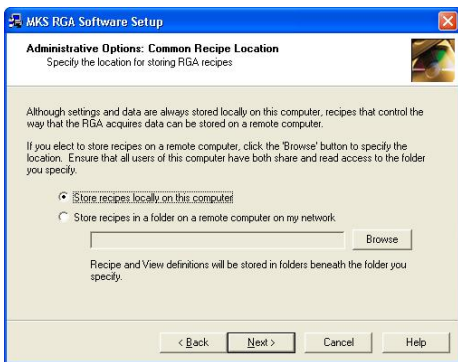 MKS RGA Software Setup
Administrative Options: Common Recipe Location
Specify the location for storing RGA recipes
Although settings and data are always stored locally on this computer, recipes that control the
way that the RGA acquires data can be stored on a remote computer.
If you elect to store recipes on a remote computer, click the 'Browse' button to specify the
location. Ensure that all users of this computer have both share and read access to the folder
you specify.
Store recipes locally on this computer
Store recipes in a folder on a remote computer on my network
Browse
Recipe and View definitions will be stored in folders beneath the folder you
specify.
< Back Next > Cancel Help